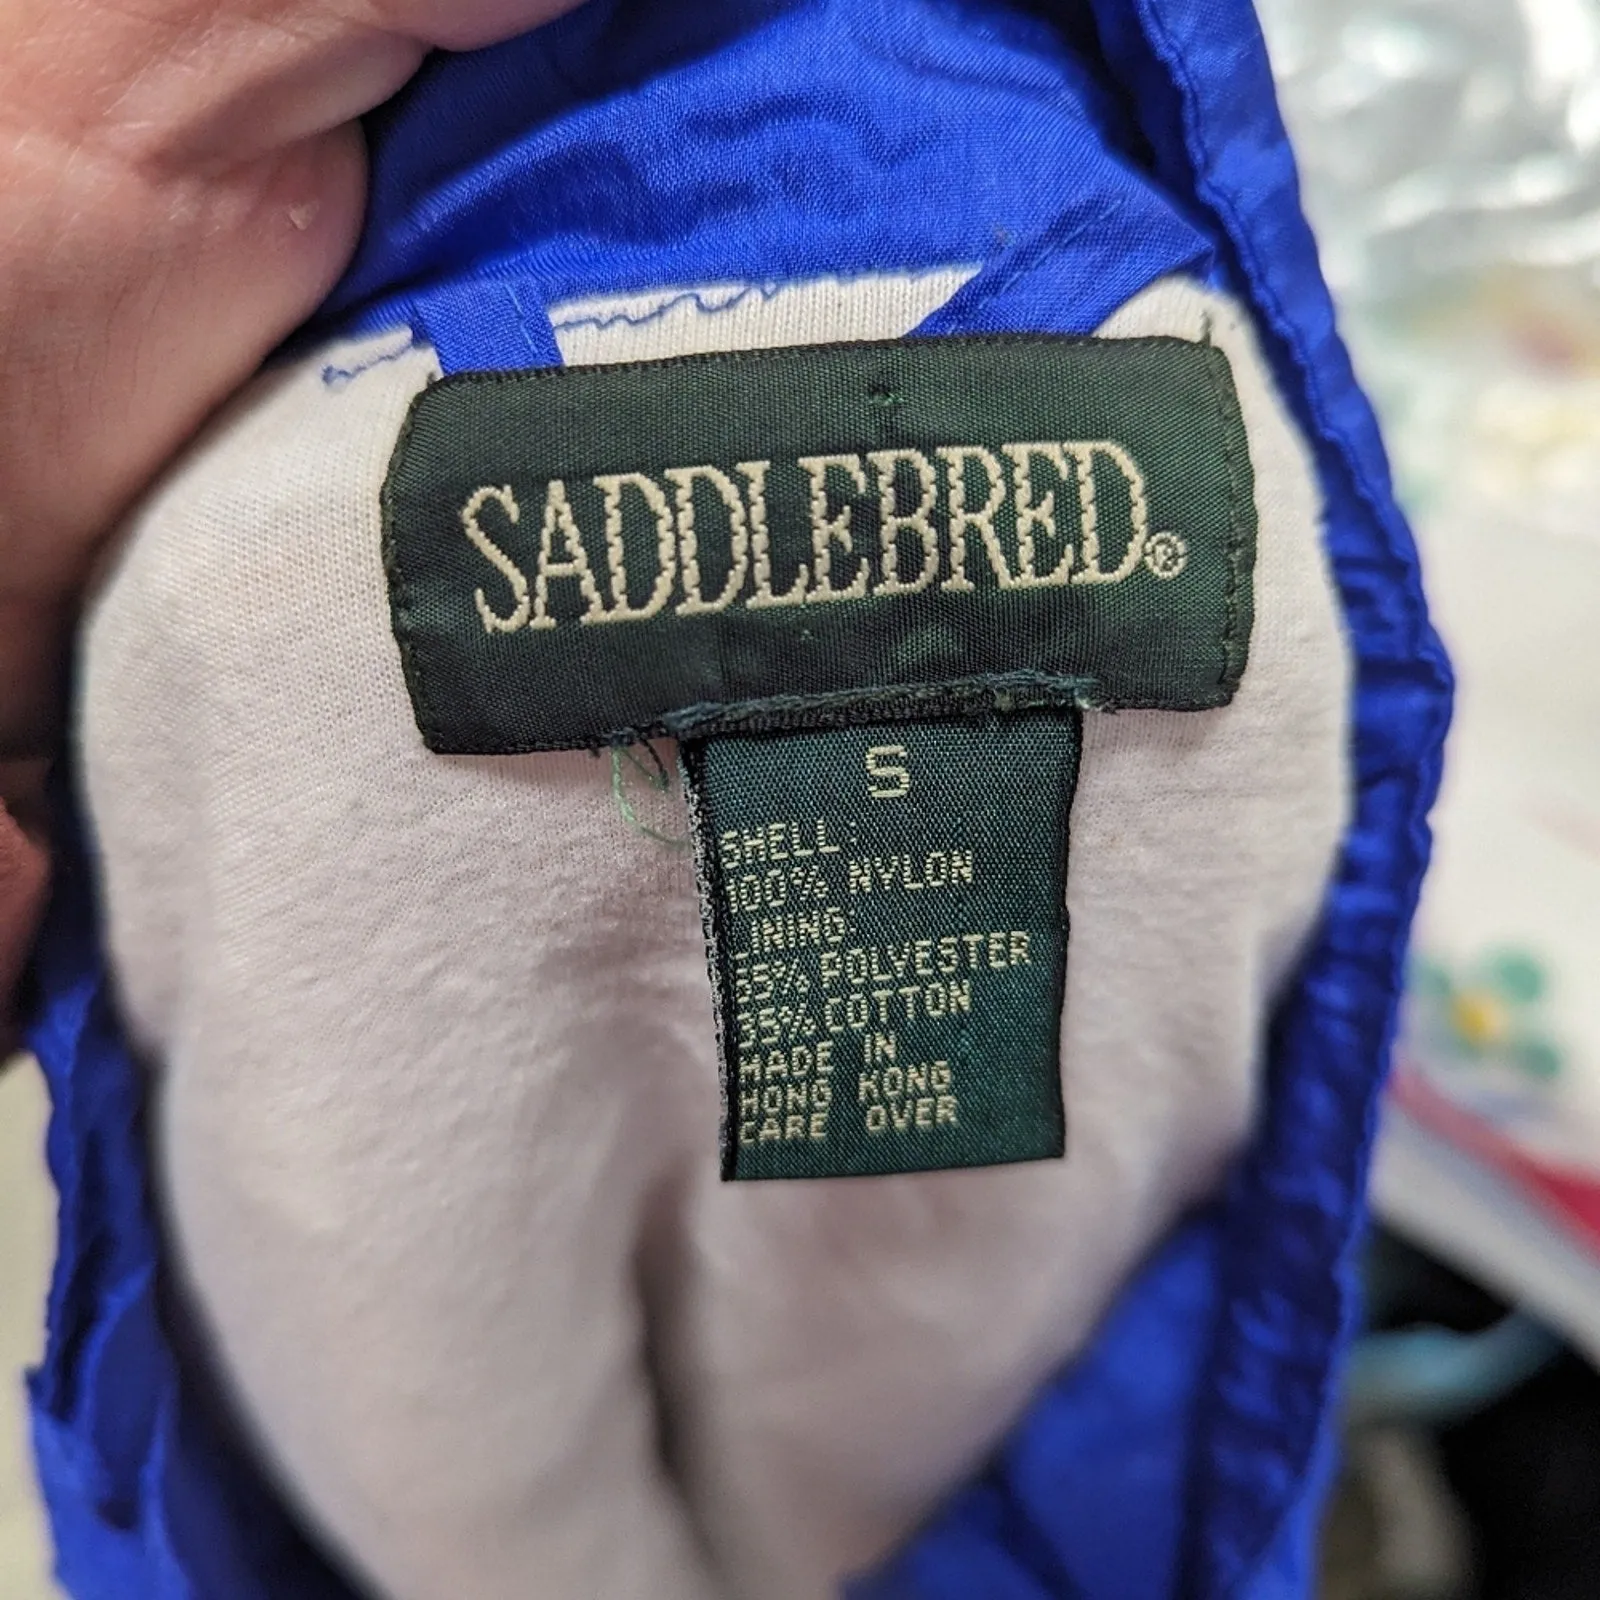 SADDLEBRED®
S
SHELL:
100% NYLON
LINING:
65% POLYESTER
35% COTTON
MADE IN
HONG KONG
CARE OVER